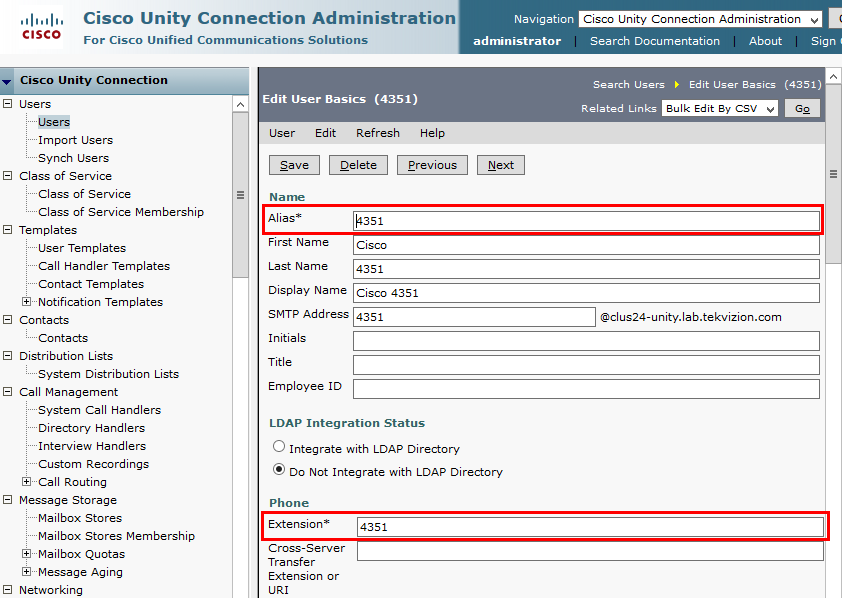 Cisco Unity Connection Administration
For Cisco Unified Communications Solutions
CISCO
Navigation Cisco Unity Connection Administration
administrator Search Documentation About Sign
Cisco Unity Connection
Users
Users
Import Users
Synch Users
Class of Service
Class of Service
Class of Service Membership
Templates
User Templates
Call Handler Templates
Contact Templates
Notification Templates
Contacts
Contacts
Distribution Lists
System Distribution Lists
Call Management
System Call Handlers
Directory Handlers
Interview Handlers
Custom Recordings
Call Routing
Message Storage
Mailbox Stores
Mailbox Stores Membership
Mailbox Quotas
Message Aging
Networking
Search Users Edit User Basics (4351)
Edit User Basics (4351)
Related Links Bulk Edit By CSV Go
User Edit Refresh Help
Save Delete Previous Next
Name
Alias* 4351
First Name Cisco
Last Name 4351
Display Name Cisco 4351
SMTP Address 4351 @clus24-unity.lab.tekvizion.com
Initials
Title
Employee ID
LDAP Integration Status
Integrate with LDAP Directory
Do Not Integrate with LDAP Directory
Phone
Extension* 4351
Cross-Server
Transfer
Extension or
URI